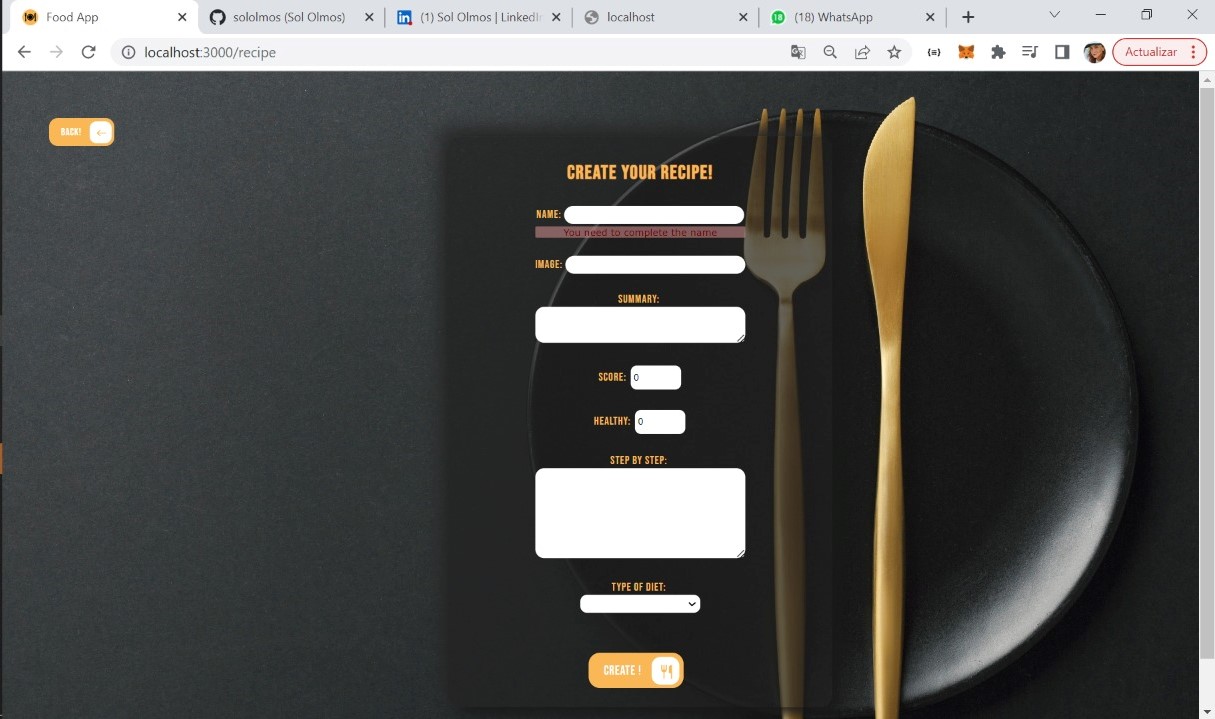 Food App
sololmos (Sol Olmos)
(1) Sol Olmos | LinkedIn
localhost
(18) WhatsApp
localhost:3000/recipe
Actualizar
BACK!
CREATE YOUR RECIPE!
NAME:
You need to complete the name
IMAGE:
SUMMARY:
SCORE: 0
HEALTHY: 0
STEP BY STEP:
TYPE OF DIET:
CREATE !